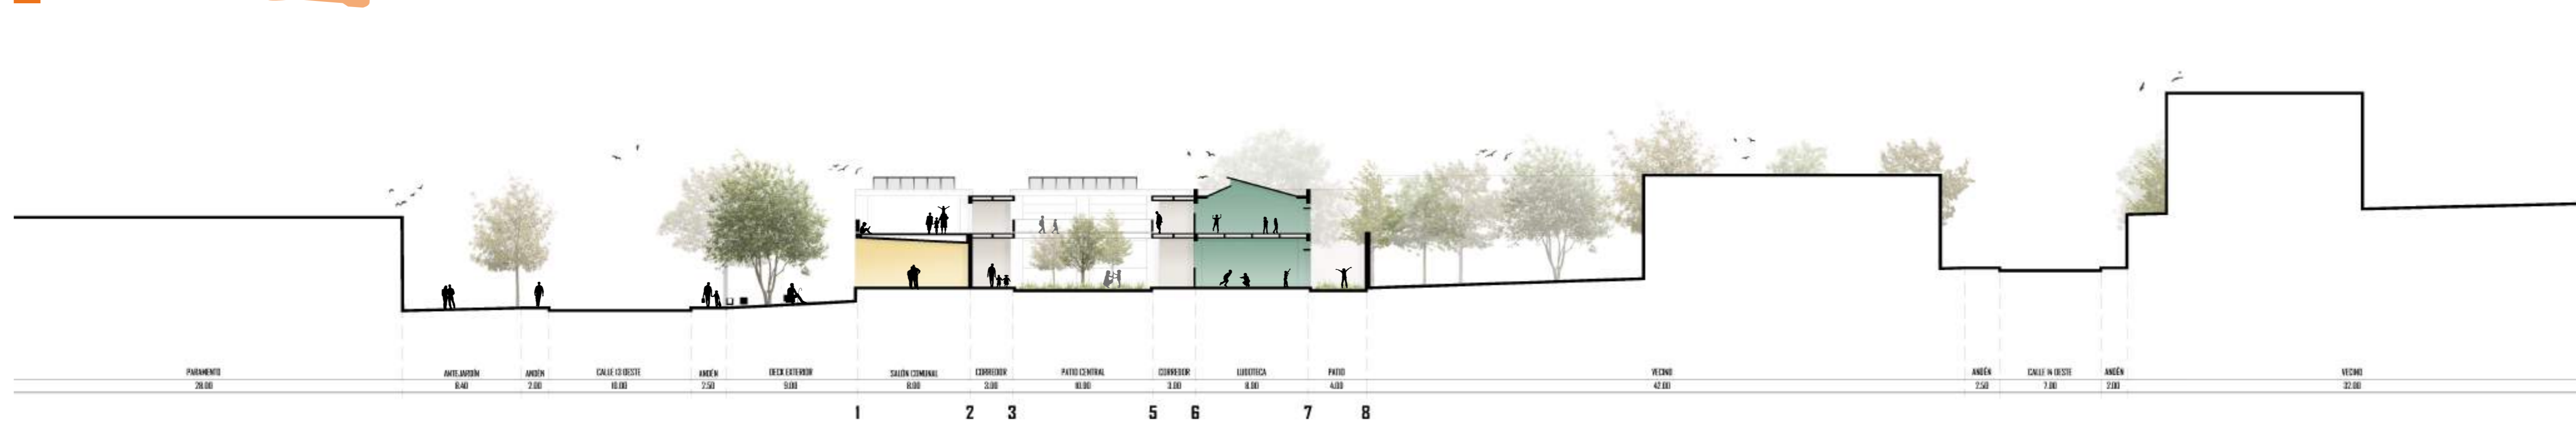 PARAMENTO ANTEJARDÍN ANDÉN CALLE 13 OESTE ANDÉN DECK EXTERIOR SALÓN COMUNAL CORREDOR PATIO CENTRAL CORREDOR LUDOTECA PATIO VECINO ANDÉN CALLE 14 OESTE ANDÉN VECINO
28.00 8.40 2.00 10.00 2.50 9.00 8.00 3.00 10.00 3.00 8.00 4.00 42.00 2.50 7.00 2.00 32.00
1 2 3 5 6 7 8